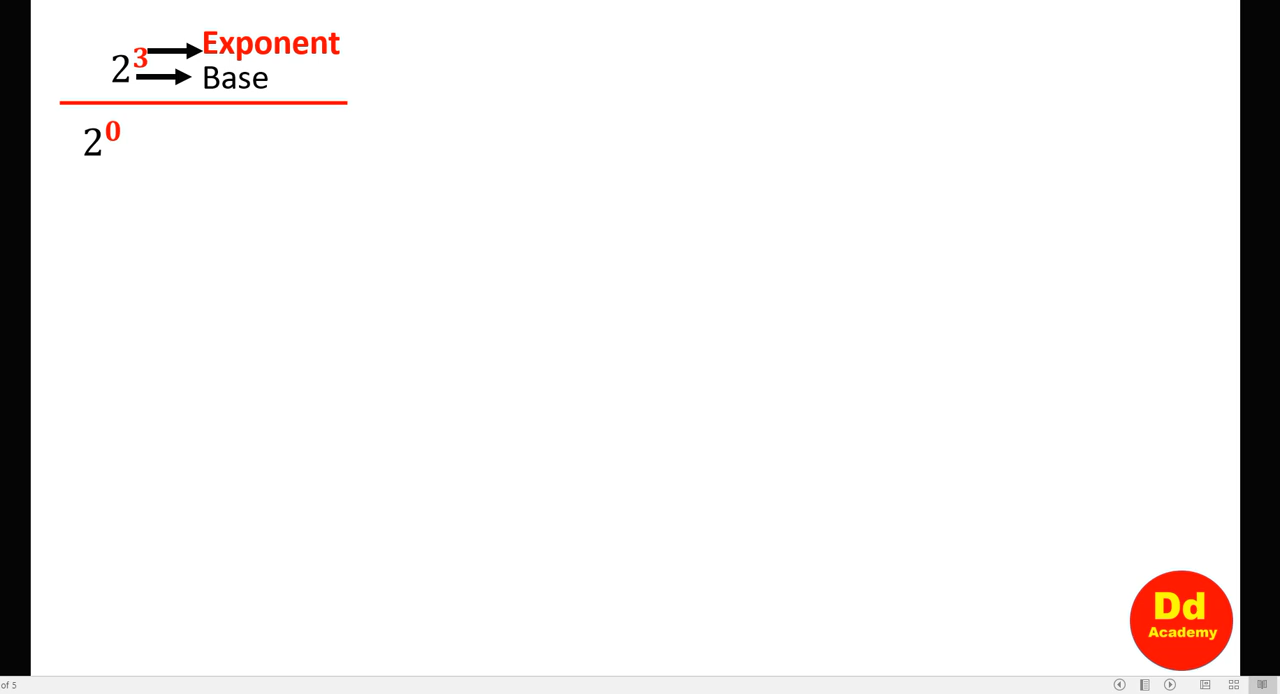 2³ Exponent
Base
2⁰
Dd
Academy
of 5